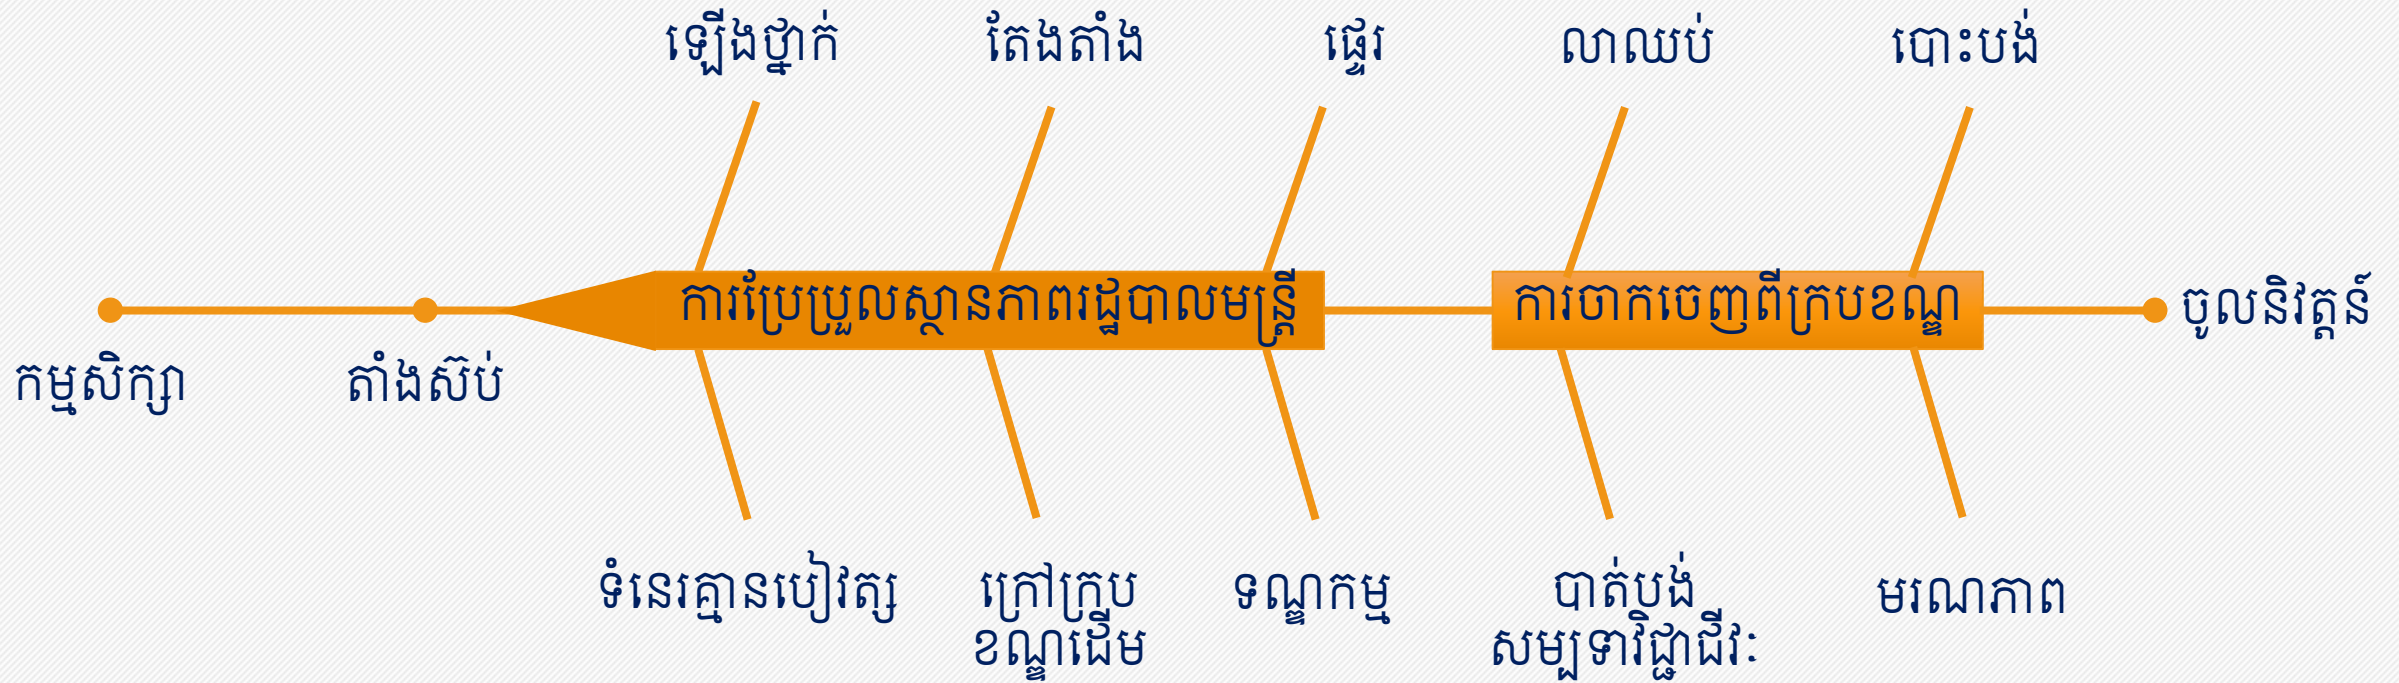 ឡើងថ្នាក់
តែងតាំង
ផ្ទេរ
លាឈប់
បោះបង់
ការប្រែប្រួលស្ថានភាពរដ្ឋបាលមន្ត្រី
ការចាកចេញពីក្របខណ្ឌ
ចូលនិវត្តន៍
កម្មសិក្សា
តាំងស៊ប់
ទំនេរគ្មានបៀវត្ស
ក្រៅក្រប
ខណ្ឌដើម
ទណ្ឌកម្ម
បាត់បង់
សម្បទាវិជ្ជាជីវៈ
មរណភាព